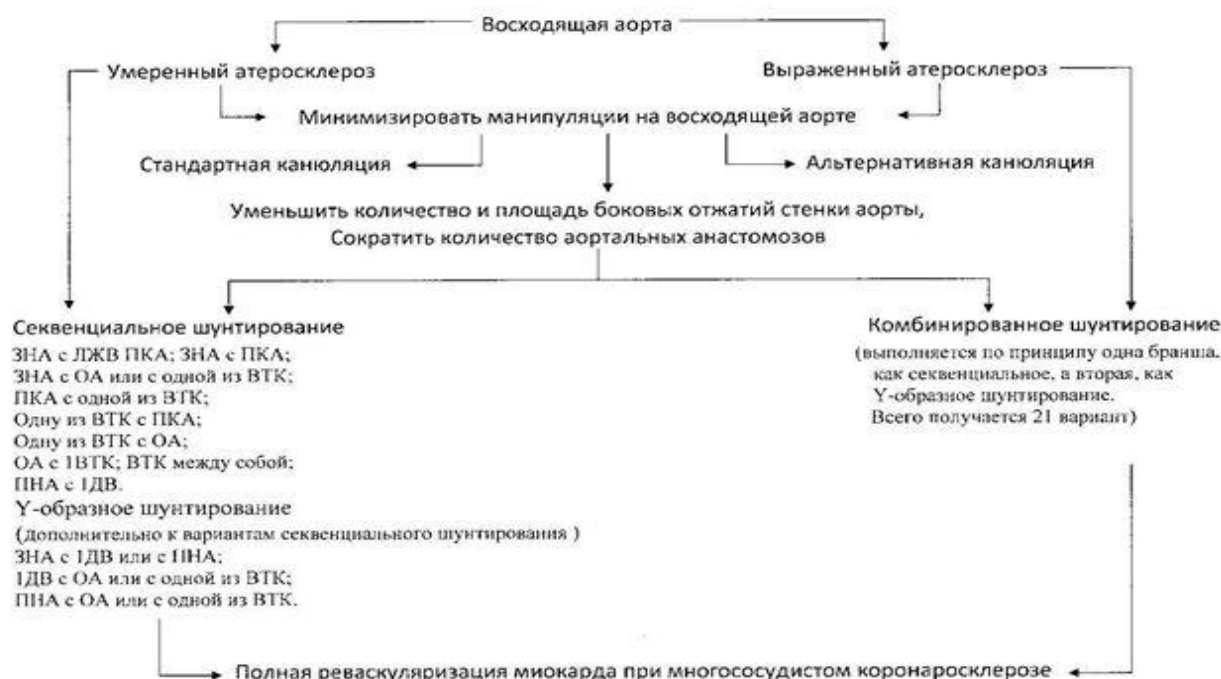 Восходящая аорта
Умеренный атеросклероз
Выраженный атеросклероз
Минимизировать манипуляции на восходящей аорте
Стандартная канюляция
Альтернативная канюляция
Уменьшить количество и площадь боковых отжатий стенки аорты,
Сократить количество аортальных анастомозов
Секвенциальное шунтирование
ЗНА с ЛЖВ ПКА; ЗНА с ПКА;
ЗНА с ОА или с одной из ВТК;
ПКА с одной из ВТК;
Одну из ВТК с ПКА;
Одну из ВТК с ОА;
ОА с 1ВТК; ВТК между собой;
ПНА с 1ДВ.
Y-образное шунтирование
(дополнительно к вариантам секвенциального шунтирования )
ЗНА с 1ДВ или с ПНА;
1ДВ с ОА или с одной из ВТК;
ПНА с ОА или с одной из ВТК.
Комбинированное шунтирование
(выполняется по принципу одна бранша,
как секвенциальное, а вторая, как
Y-образное шунтирование.
Всего получается 21 вариант)
Полная реваскуляризация миокарда при многососудистом коронаросклерозе